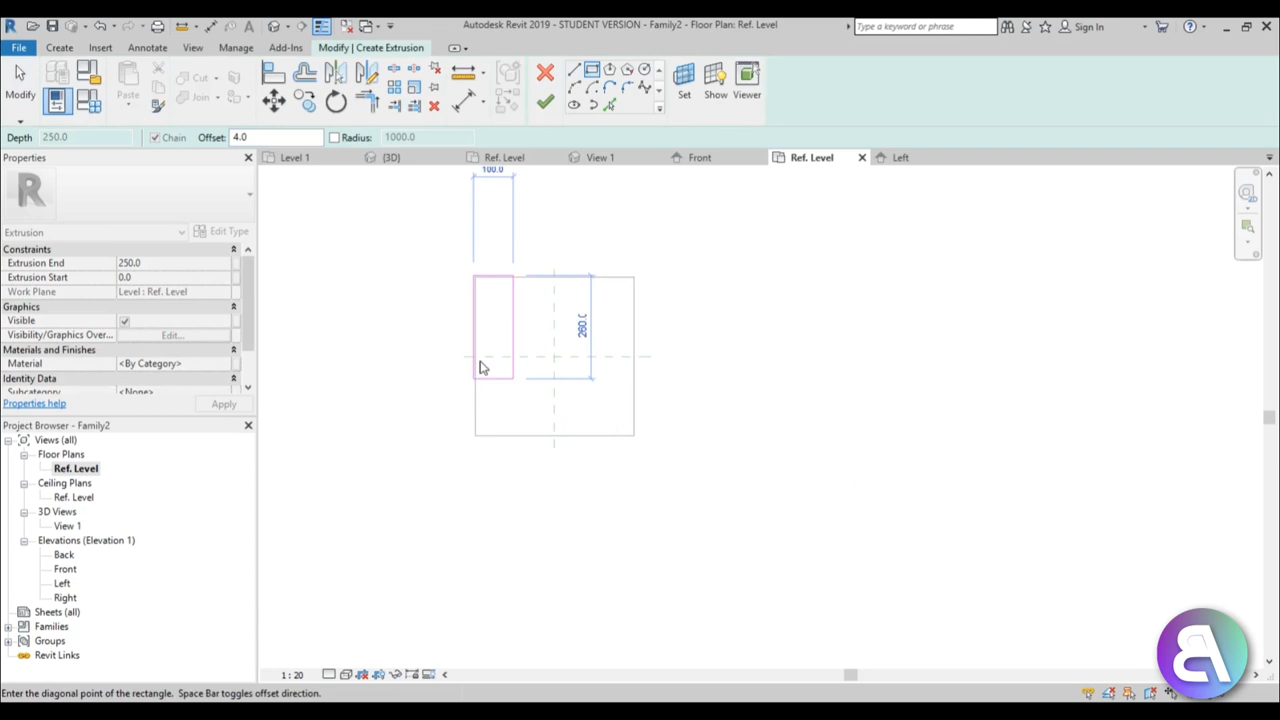 Autodesk Revit 2019 - STUDENT VERSION - Family2 - Floor Plan: Ref. Level
Type a keyword or phrase
Sign In
File Create Insert Annotate View Manage Add-Ins Modify | Create Extrusion
Modify
Paste
Cut
Join
Set Show Viewer
Depth 250.0 Chain Offset: 4.0 Radius: 1000.0
Properties
Level 1 (3D) Ref. Level View 1 Front Ref. Level Left
100.0
260.0
Extrusion Edit Type
Constraints
Extrusion End 250.0
Extrusion Start 0.0
Work Plane Level : Ref. Level
Graphics
Visible
Visibility/Graphics Over... Edit...
Materials and Finishes
Material <By Category>
Identity Data
Subcategory <None>
Properties help Apply
Project Browser - Family2
Views (all)
Floor Plans
Ref. Level
Ceiling Plans
Ref. Level
3D Views
View 1
Elevations (Elevation 1)
Back
Front
Left
Right
Sheets (all)
Families
Groups
Revit Links
1 : 20
Enter the diagonal point of the rectangle. Space Bar toggles offset direction.